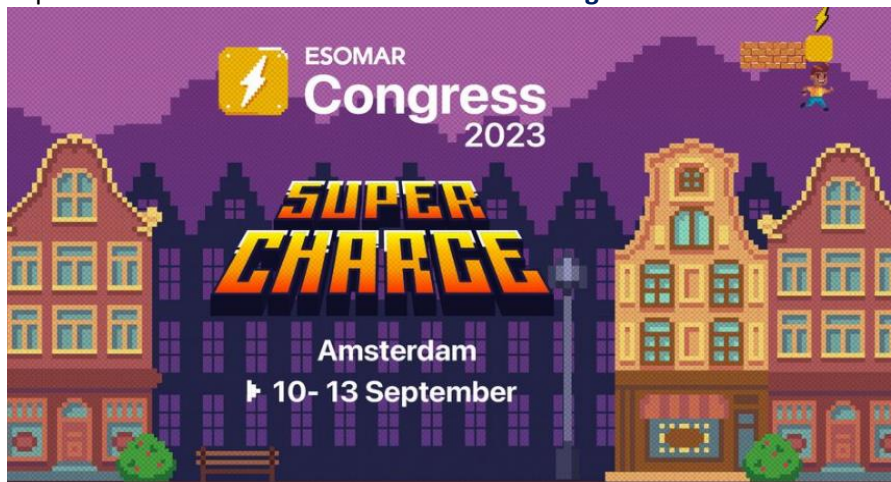 ESOMAR
Congress
2023
SUPER
CHARGE
Amsterdam
10- 13 September